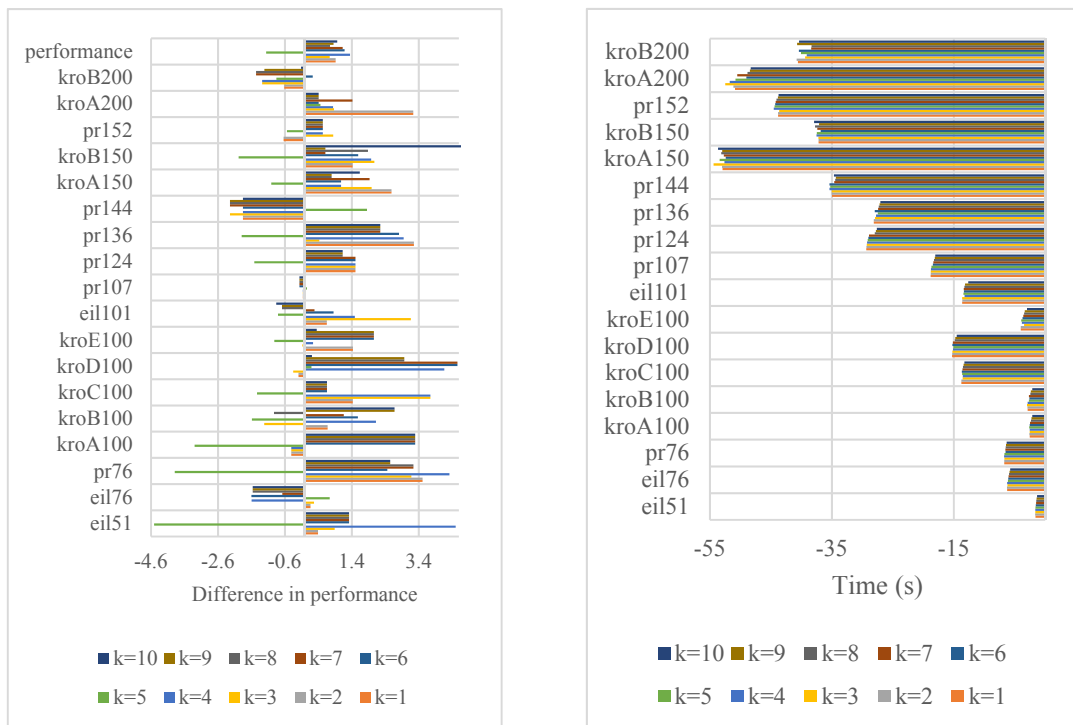 performance
kroB200
kroA200
pr152
kroB150
kroA150
pr144
pr136
pr124
pr107
eil101
kroE100
kroD100
kroC100
kroB100
kroA100
pr76
eil76
eil51
-4.6 -2.6 -0.6 1.4 3.4
Difference in performance
k=10 k=9 k=8 k=7 k=6
k=5 k=4 k=3 k=2 k=1
kroB200
kroA200
pr152
kroB150
kroA150
pr144
pr136
pr124
pr107
eil101
kroE100
kroD100
kroC100
kroB100
kroA100
pr76
eil76
eil51
-55 -35 -15
Time (s)
k=10 k=9 k=8 k=7 k=6
k=5 k=4 k=3 k=2 k=1